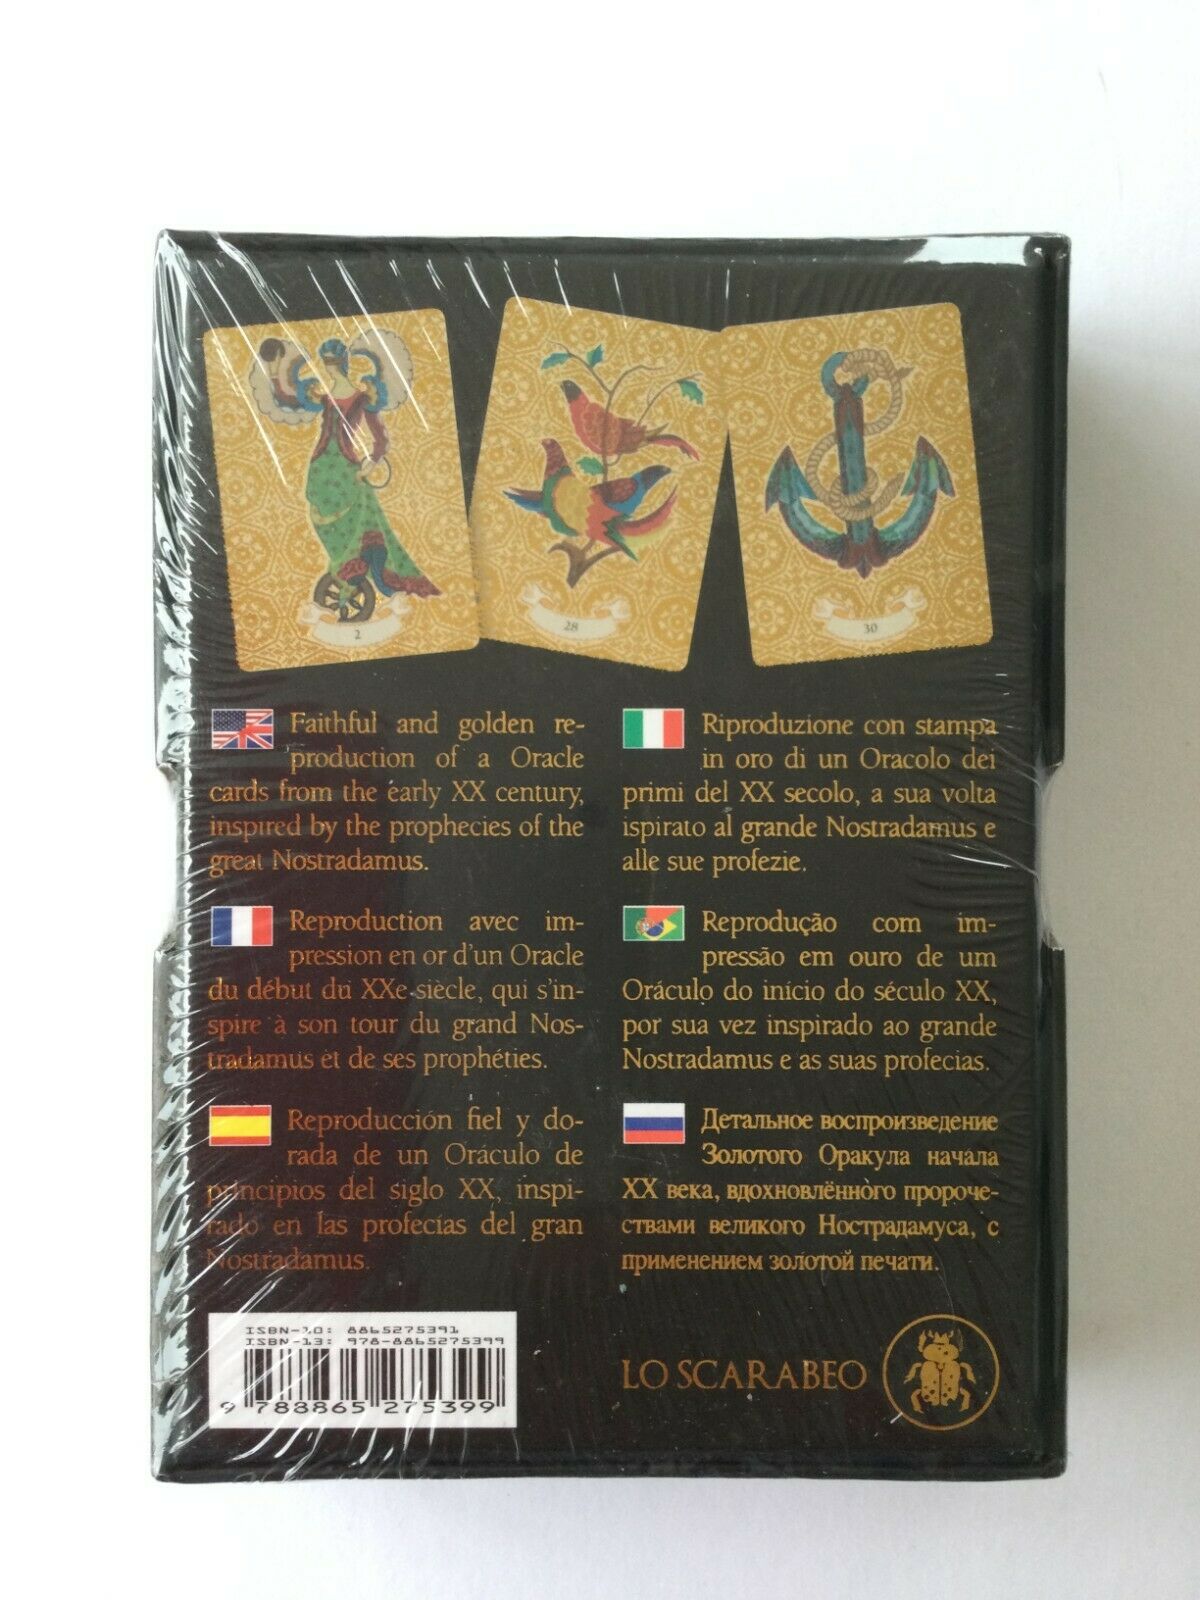 2
28
30
Faithful and golden re-
production of a Oracle
cards from the early XX century,
inspired by the prophecies of the
great Nostradamus.
Riproduzione con stampa
in oro di un Oracolo dei
primi del XX secolo, a sua volta
ispirato al grande Nostradamus e
alle sue profezie.
Reproduction avec im-
pression en or d'un Oracle
du début du XXe siècle, qui s'in-
spire à son tour du grand Nos-
tradamus et de ses prophéties.
Reprodução com im-
pressão em ouro de um
Oráculo do início do século XX,
por sua vez inspirado ao grande
Nostradamus e as suas profecias.
Reproducción fiel y do-
rada de un Oráculo de
principios del siglo XX, inspi-
rado en las profecías del gran
Nostradamus.
Детальное воспроизведение
Золотого Оракула начала
XX века, вдохновлённого пророче-
ствами великого Нострадамуса, с
применением золотой печати.
ISBN-10: 8865275391
ISBN-13: 978-8865275399
9 788865 275399
LO SCARABEO